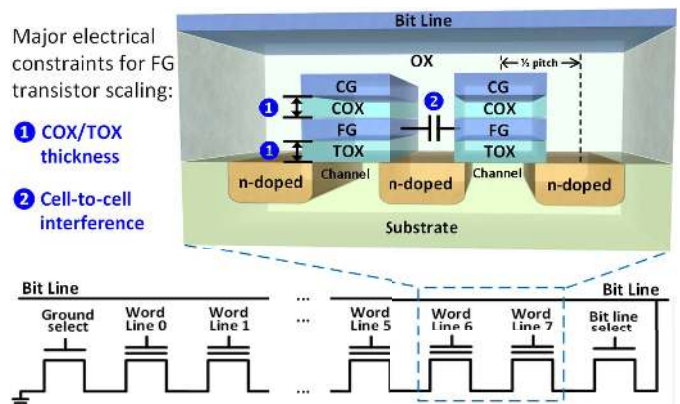 Major electrical
constraints for FG
transistor scaling:
1 COX/TOX
thickness
2 Cell-to-cell
interference
Bit Line
OX
½ pitch
CG
CG
1
COX
2
COX
FG
FG
1
TOX
TOX
n-doped
Channel
n-doped
Channel
n-doped
Substrate
Bit Line
...
Bit Line
Ground
select
Word
Line 0
Word
Line 1
...
Word
Line 5
Word
Line 6
Word
Line 7
Bit line
select
...